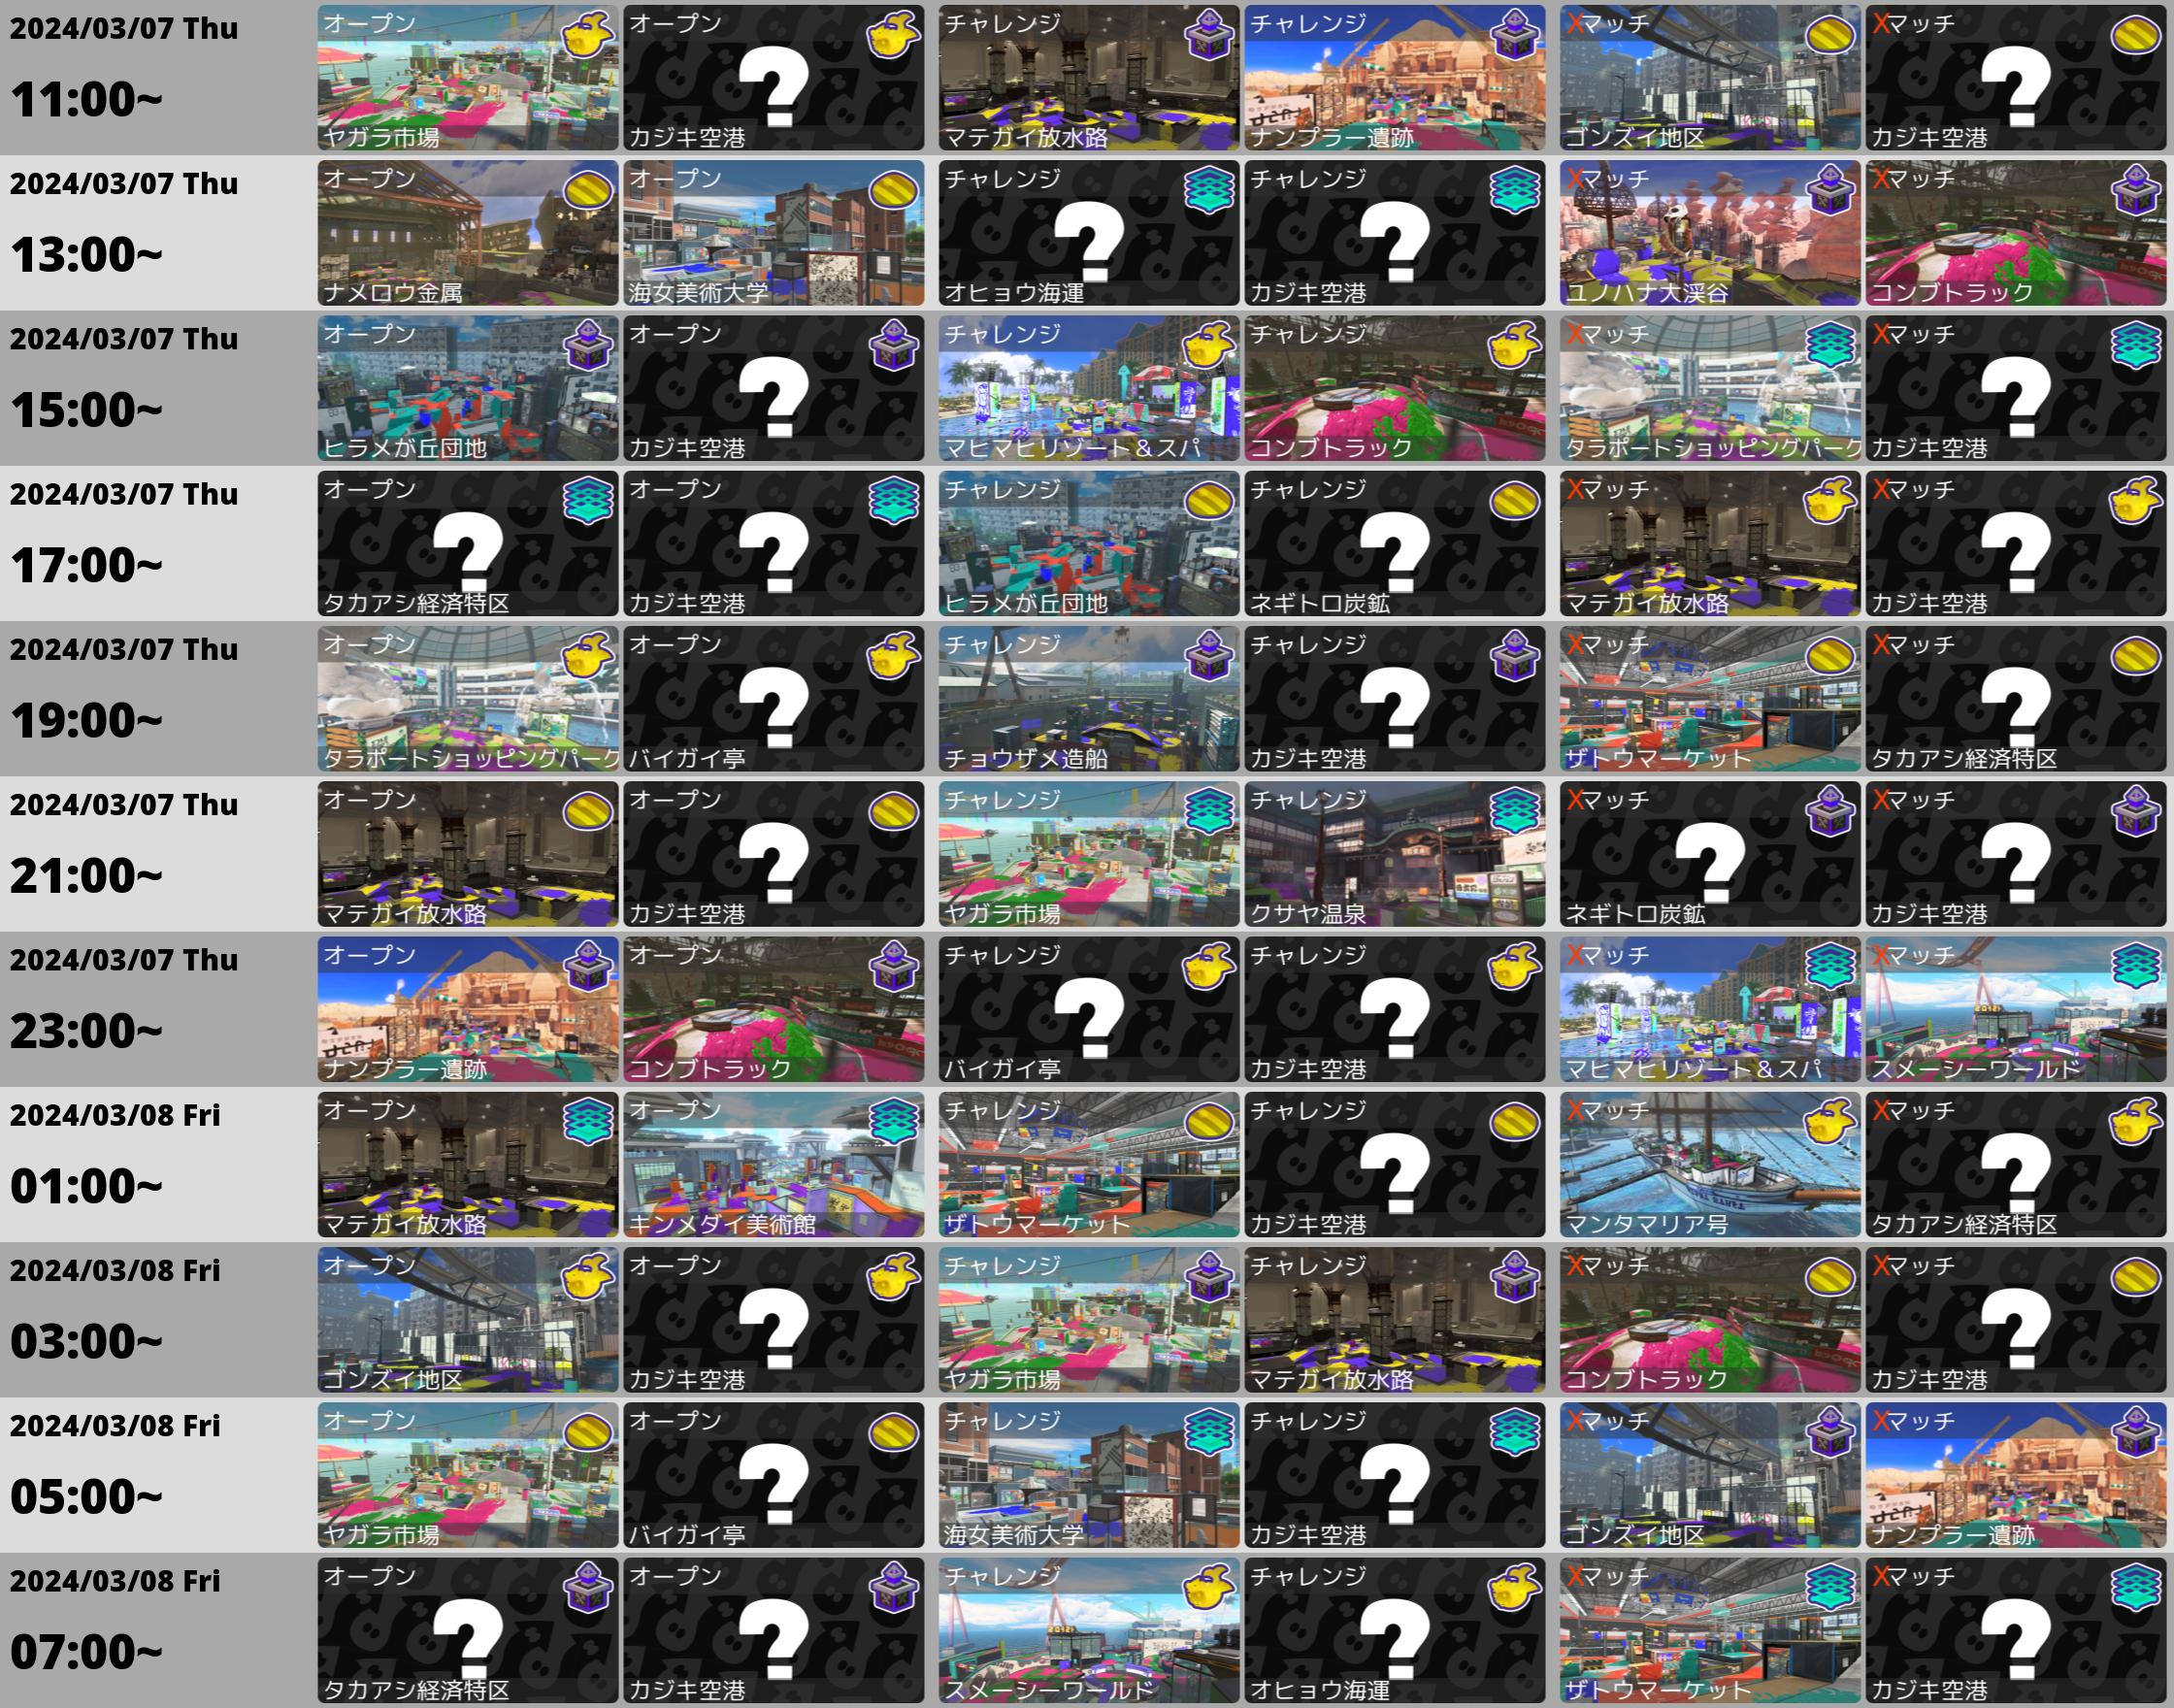 2024/03/07 Thu
11:00~
オープン
ヤガラ市場
オープン
カジキ空港
チャレンジ
マテガイ放水路
チャレンジ
ナンプラー遺跡
Xマッチ
ゴンズイ地区
Xマッチ
カジキ空港
2024/03/07 Thu
13:00~
オープン
ナメロウ金属
オープン
海女美術大学
チャレンジ
オヒョウ海運
チャレンジ
カジキ空港
Xマッチ
ユノハナ大渓谷
Xマッチ
コンブトラック
2024/03/07 Thu
15:00~
オープン
ヒラメが丘団地
オープン
カジキ空港
チャレンジ
マヒマヒリゾート＆スパ
チャレンジ
コンブトラック
Xマッチ
タラポートショッピングパーク
Xマッチ
カジキ空港
2024/03/07 Thu
17:00~
オープン
タカアシ経済特区
オープン
カジキ空港
チャレンジ
ヒラメが丘団地
チャレンジ
ネギトロ炭鉱
Xマッチ
マテガイ放水路
Xマッチ
カジキ空港
2024/03/07 Thu
19:00~
オープン
タラポートショッピングパーク
オープン
バイガイ亭
チャレンジ
チョウザメ造船
チャレンジ
カジキ空港
Xマッチ
ザトウマーケット
Xマッチ
タカアシ経済特区
2024/03/07 Thu
21:00~
オープン
マテガイ放水路
オープン
カジキ空港
チャレンジ
ヤガラ市場
チャレンジ
クサヤ温泉
Xマッチ
ネギトロ炭鉱
Xマッチ
カジキ空港
2024/03/07 Thu
23:00~
オープン
ナンプラー遺跡
オープン
コンブトラック
チャレンジ
バイガイ亭
チャレンジ
カジキ空港
Xマッチ
マヒマヒリゾート＆スパ
Xマッチ
スメーシーワールド
2024/03/08 Fri
01:00~
オープン
マテガイ放水路
オープン
キンメダイ美術館
チャレンジ
ザトウマーケット
チャレンジ
カジキ空港
Xマッチ
マンタマリア号
Xマッチ
タカアシ経済特区
2024/03/08 Fri
03:00~
オープン
ゴンズイ地区
オープン
カジキ空港
チャレンジ
ヤガラ市場
チャレンジ
マテガイ放水路
Xマッチ
コンブトラック
Xマッチ
カジキ空港
2024/03/08 Fri
05:00~
オープン
ヤガラ市場
オープン
バイガイ亭
チャレンジ
海女美術大学
チャレンジ
カジキ空港
Xマッチ
ゴンズイ地区
Xマッチ
ナンプラー遺跡
2024/03/08 Fri
07:00~
オープン
タカアシ経済特区
オープン
カジキ空港
チャレンジ
スメーシーワールド
チャレンジ
オヒョウ海運
Xマッチ
ザトウマーケット
Xマッチ
カジキ空港